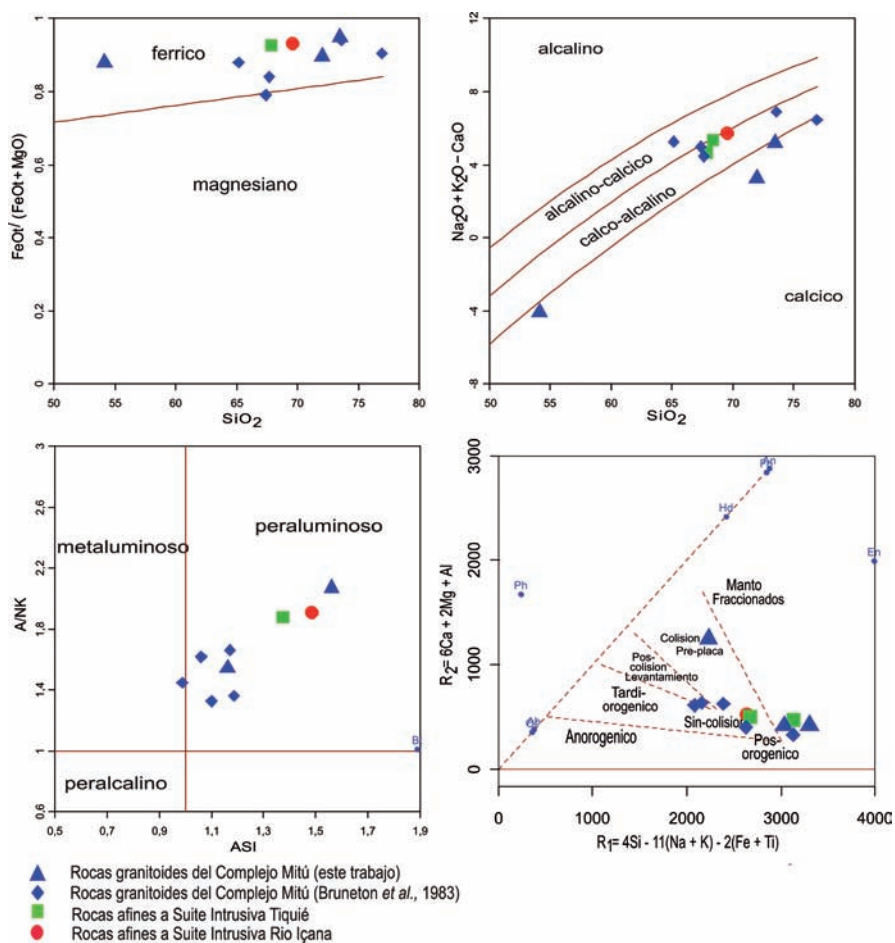 12
8
4
0
-4
-8
Na2O + K2O – CaO
alcalino
alcalino-calcico
calco-alcalino
calcico
50
55
60
65
70
75
80
SiO2
1
0,8
0,6
0,4
0,2
0
FeOt/ (FeOt + MgO)
ferrico
magnesiano
50
55
60
65
70
75
80
SiO2
3
2,6
2,2
1,8
1,4
1
0,6
A/NK
metaluminoso
peraluminoso
peralcalino
0,5
0,7
0,9
1,1
1,3
1,5
1,7
1,9
ASI
3000
2000
1000
0
R2= 6Ca + 2Mg + Al
Hd
En
Ph
Manto
Fraccionados
Colision
Pre-placa
Pos-
colision
Levantamiento
Tardi-
orogenico
Sin-colision
Anorogenico
Pos-
orogenico
0
1000
2000
3000
4000
R1= 4Si - 11(Na + K) - 2(Fe + Ti)
Rocas granitoides del Complejo Mitú (este trabajo)
Rocas granitoides del Complejo Mitú (Bruneton et al., 1983)
Rocas afines a Suite Intrusiva Tiquié
Rocas afines a Suite Intrusiva Rio Içana